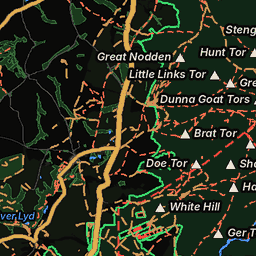 Steng
Hunt Tor
Great Nodden
Little Links Tor
Gre
Dunna Goat Tors
Brat Tor
Doe Tor
Sha
Ha
White Hill
ver Lyd
Ger T